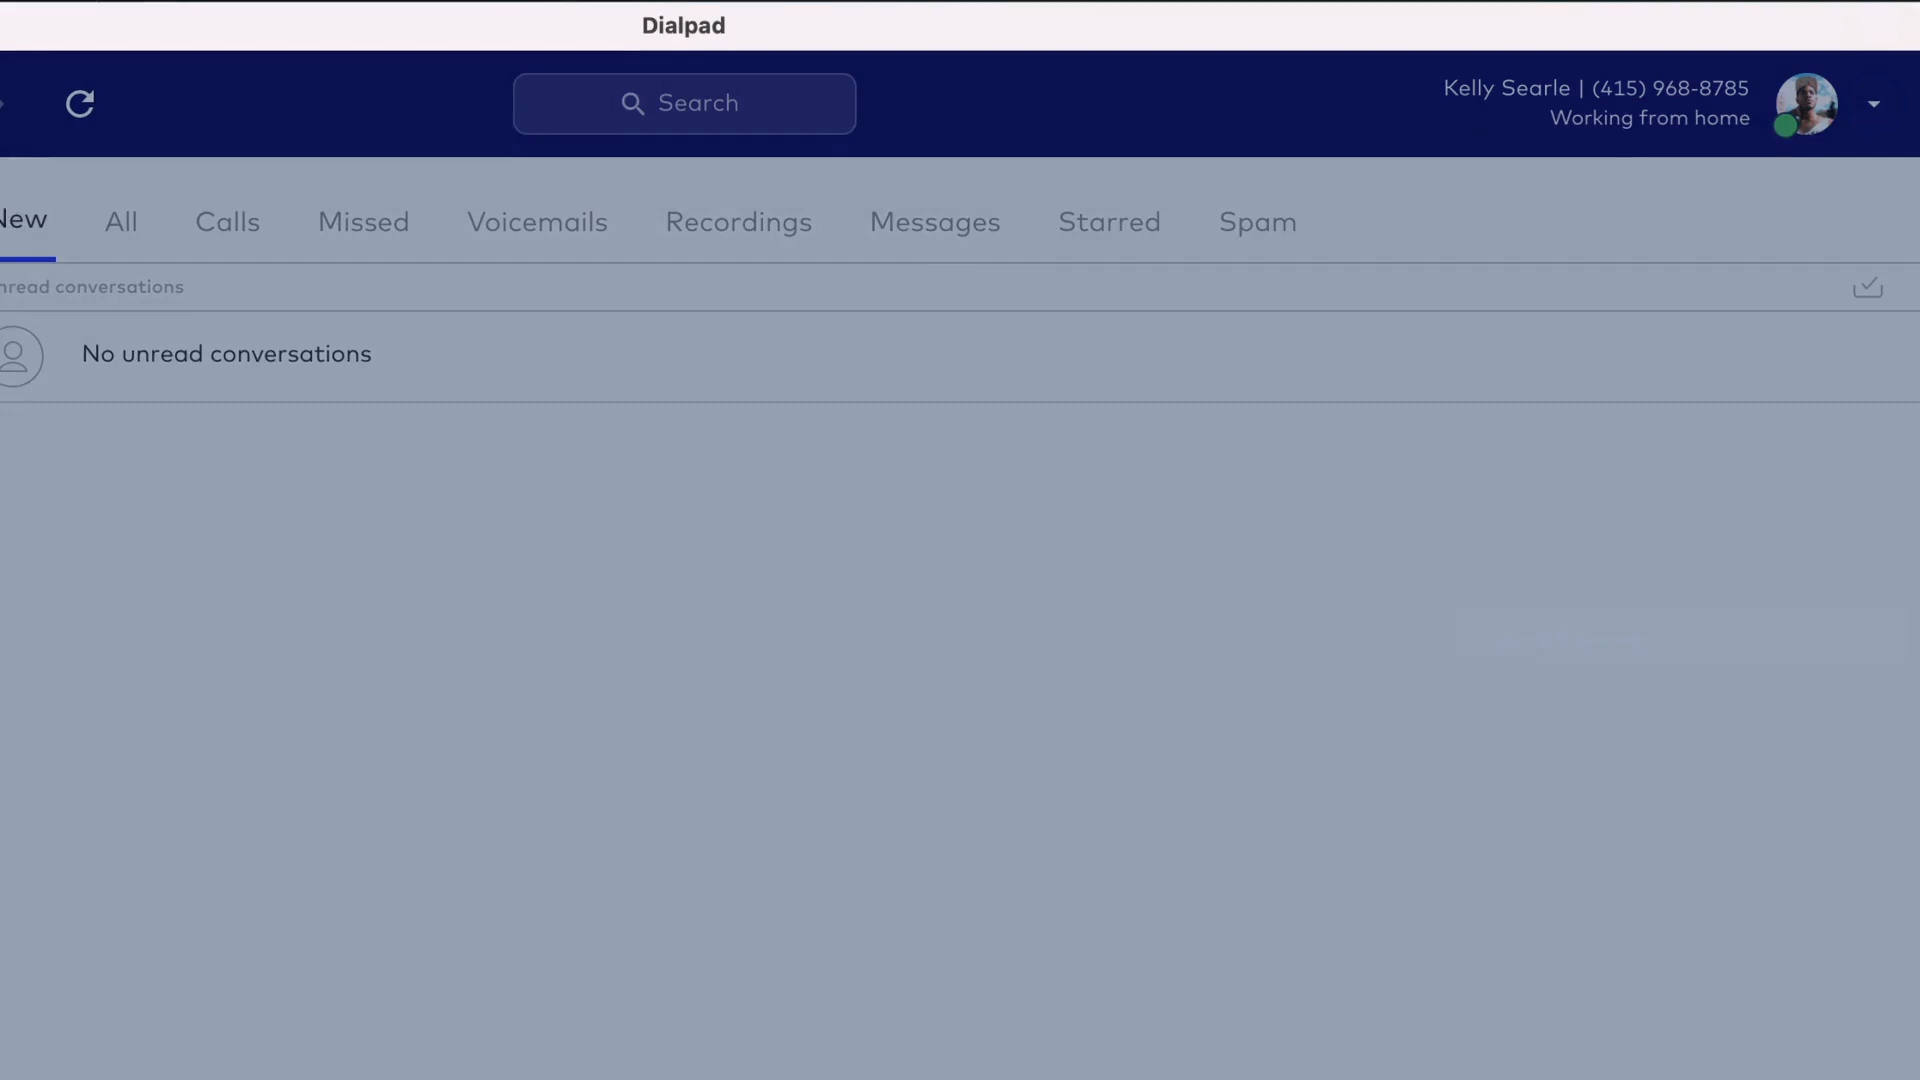 Dialpad
Search
Kelly Searle | (415) 968-8785
Working from home
New All Calls Missed Voicemails Recordings Messages Starred Spam
nread conversations
No unread conversations